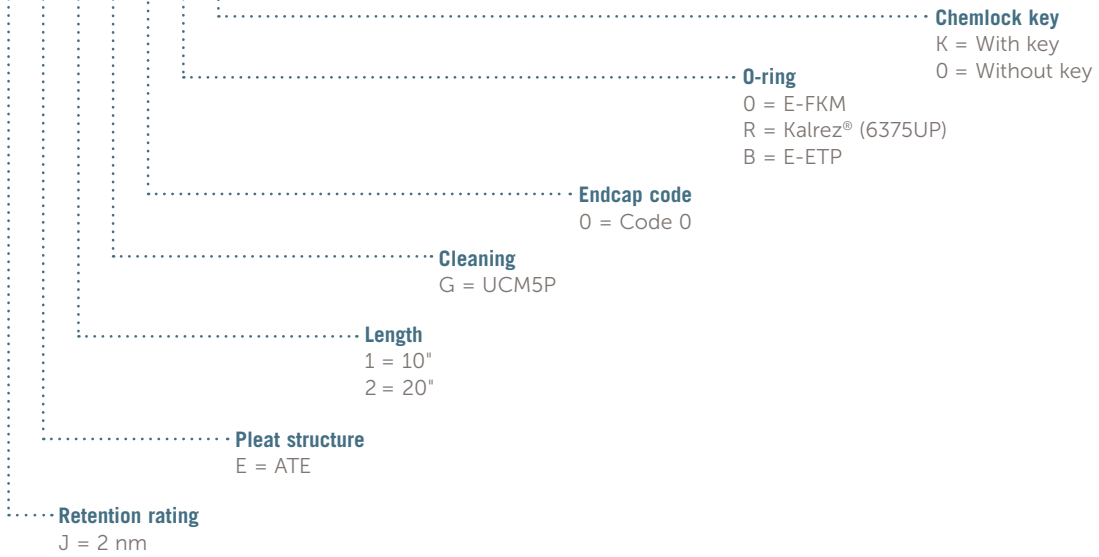 Chemlock key
K = With key
0 = Without key
O-ring
0 = E-FKM
R = Kalrez® (6375UP)
B = E-ETP
Endcap code
0 = Code 0
Cleaning
G = UCM5P
Length
1 = 10"
2 = 20"
Pleat structure
E = ATE
Retention rating
J = 2 nm